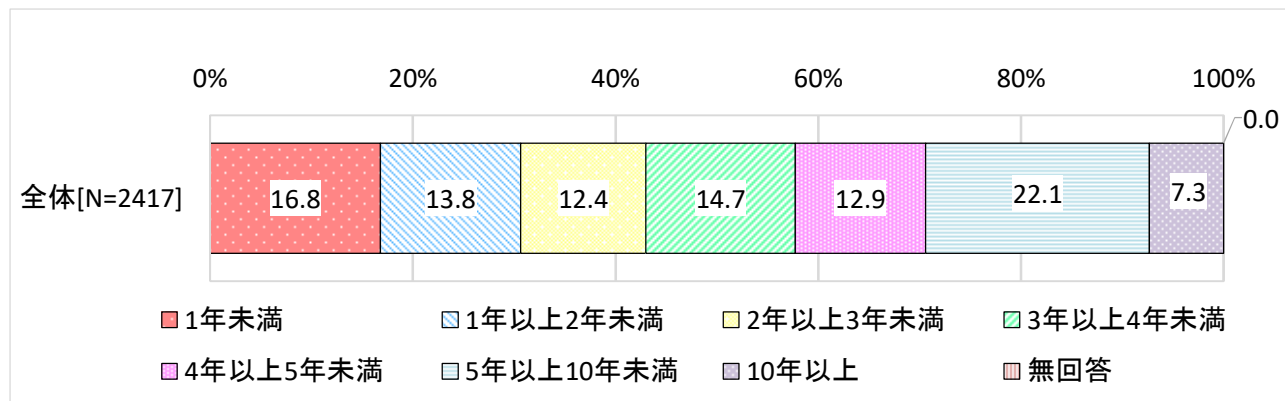 0% 20% 40% 60% 80% 100%
0.0
全体[N=2417] 16.8 13.8 12.4 14.7 12.9 22.1 7.3
1年未満 1年以上2年未満 2年以上3年未満 3年以上4年未満
4年以上5年未満 5年以上10年未満 10年以上 無回答